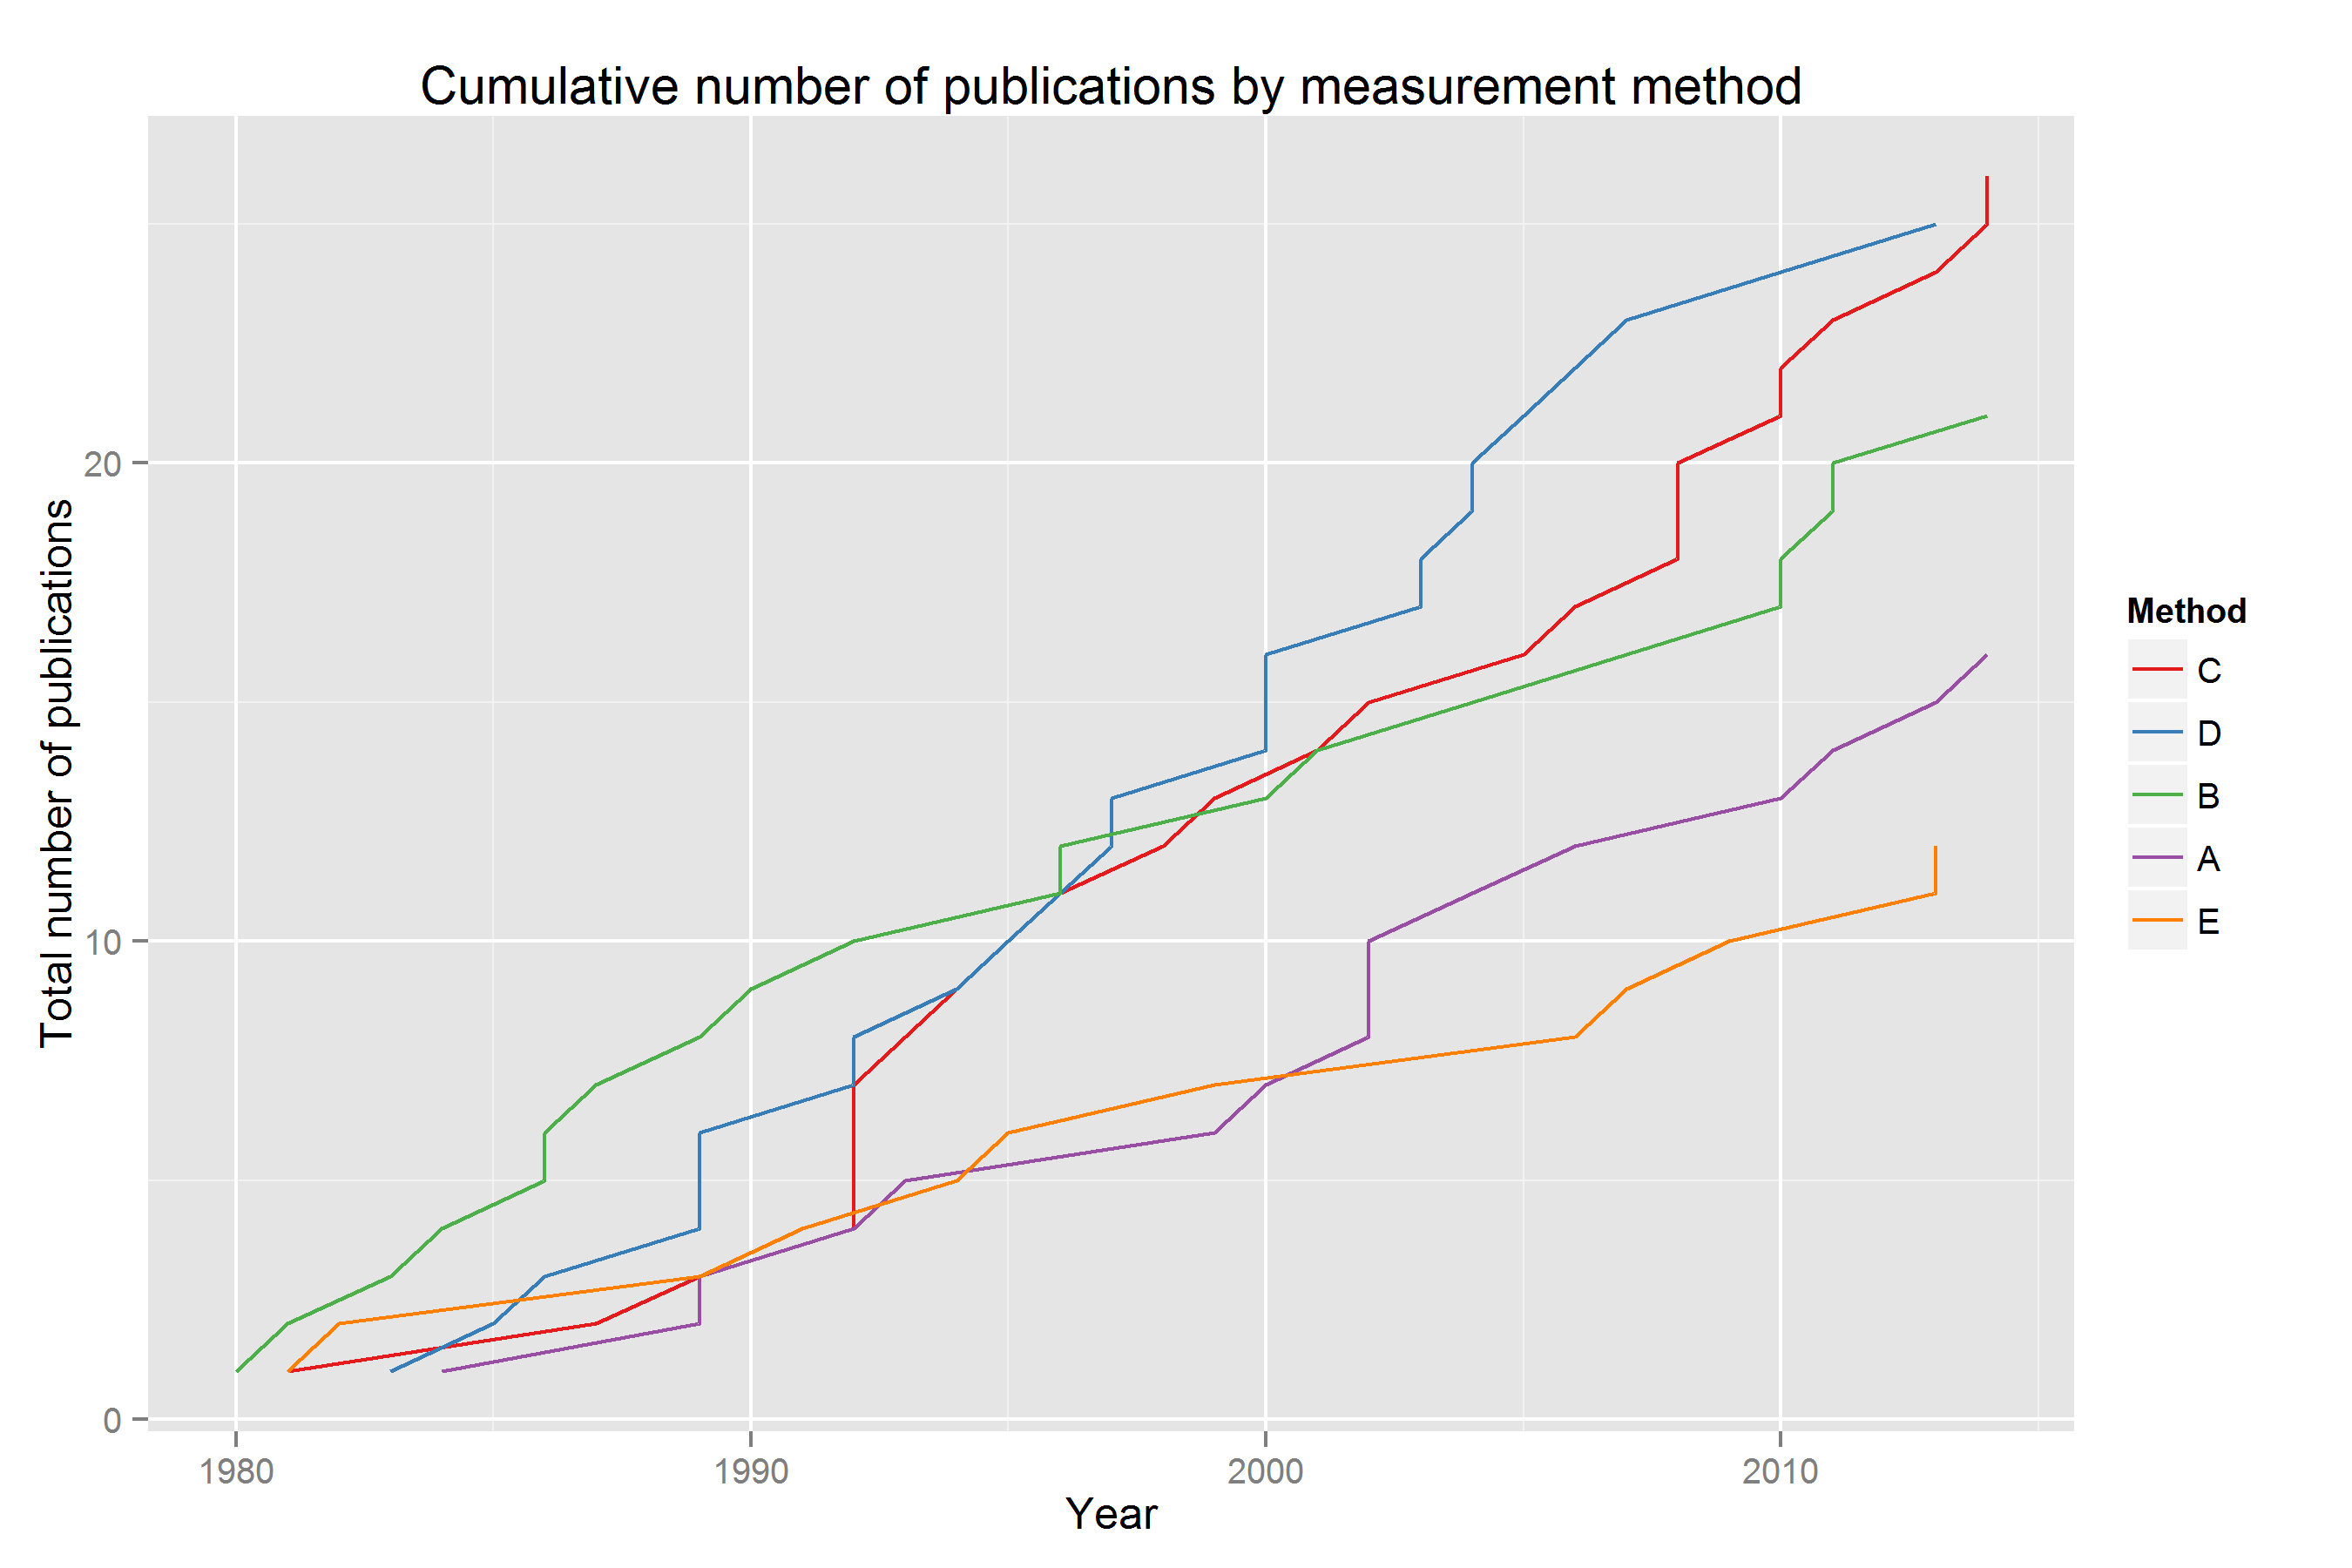 Cumulative number of publications by measurement method
Total number of publications
20
10
0
1980
1990
2000
2010
Year
Method
C
D
B
A
E